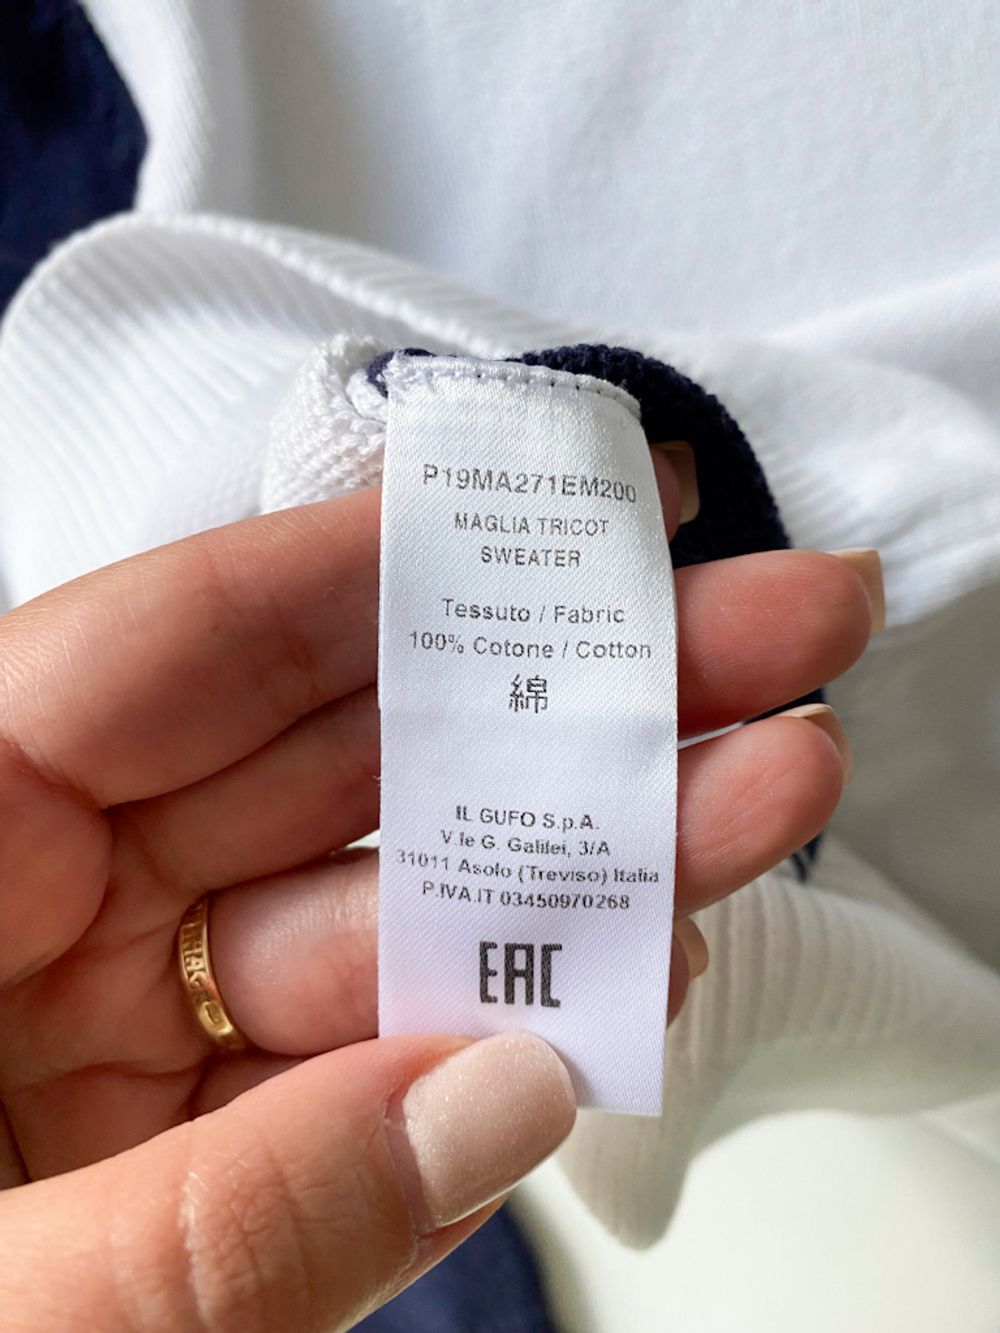 P19MA271EM200
MAGLIA TRICOT
SWEATER
Tessuto / Fabric
100% Cotone / Cotton
綿
IL GUFO S.p.A.
V.le G. Galilei, 3/A
31011 Asolo (Treviso) Italia
P.IVA.IT 03450970268
EAC